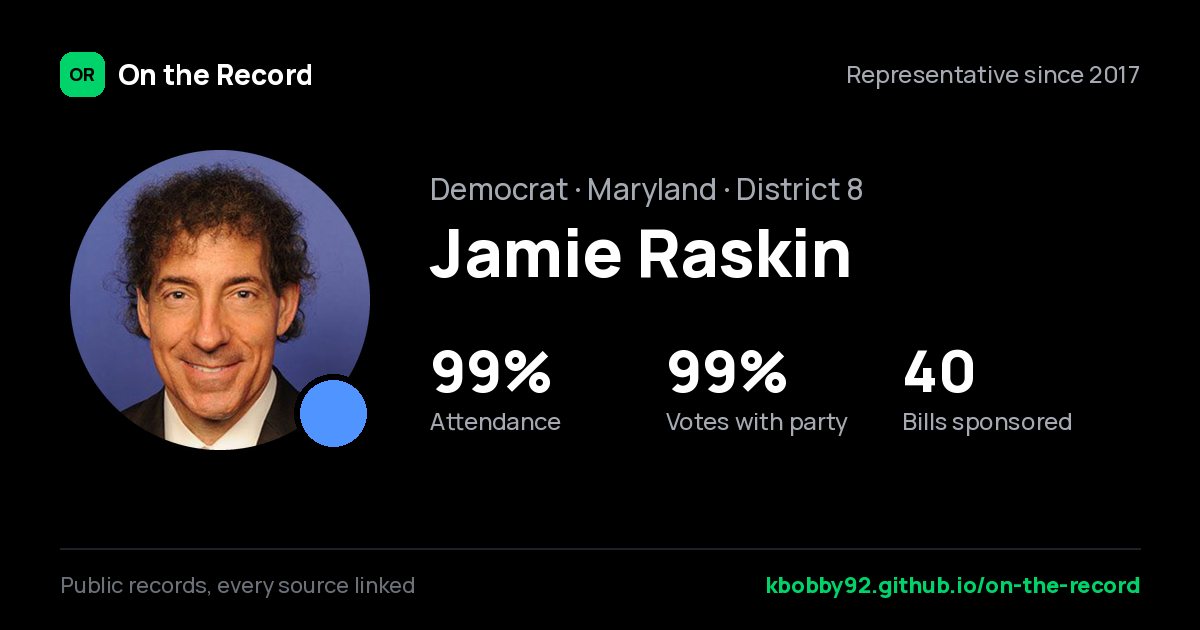 OR On the Record
Representative since 2017
Democrat · Maryland · District 8
Jamie Raskin
99% 99% 40
Attendance Votes with party Bills sponsored
Public records, every source linked
kbobby92.github.io/on-the-record